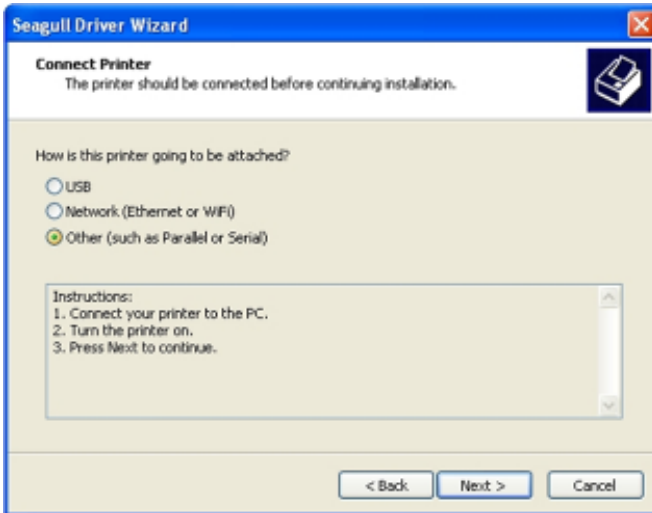 Seagull Driver Wizard
Connect Printer
The printer should be connected before continuing installation.
How is this printer going to be attached?
USB
Network (Ethernet or WiFi)
Other (such as Parallel or Serial)
Instructions:
1. Connect your printer to the PC.
2. Turn the printer on.
3. Press Next to continue.
< Back Next > Cancel